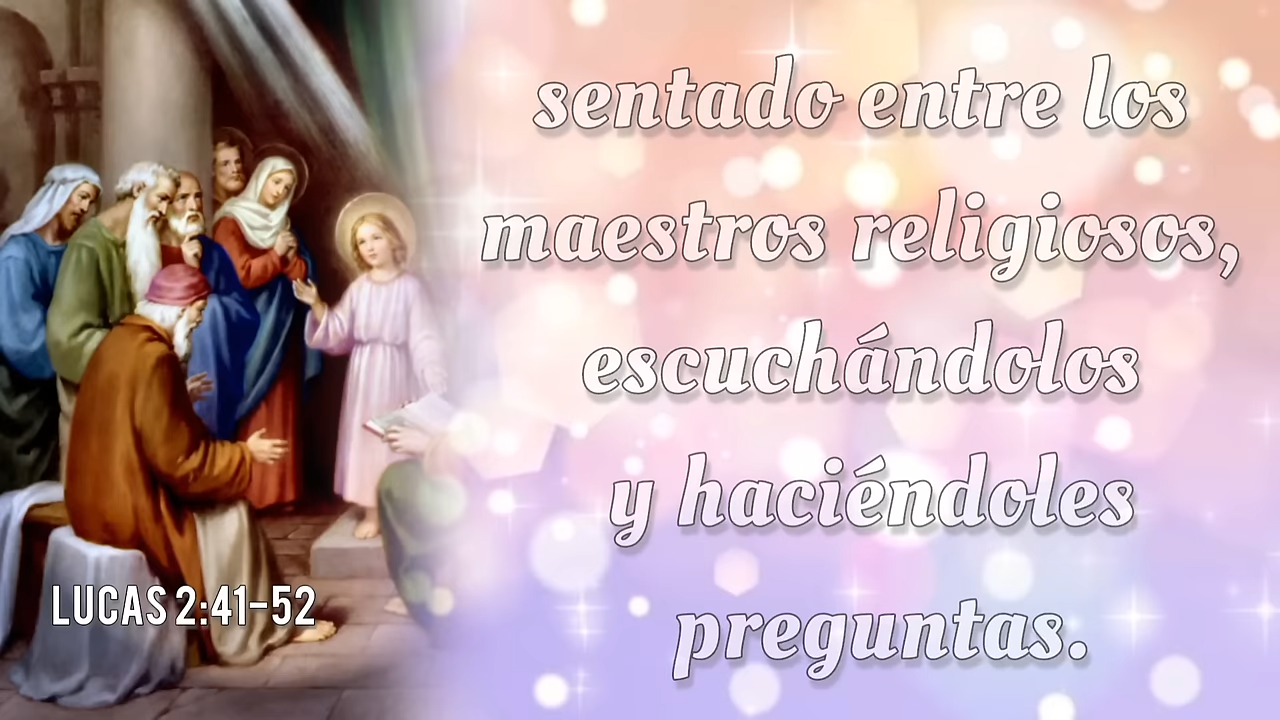 sentado entre los
maestros religiosos,
escuchándolos
y haciéndoles
preguntas.
LUCAS 2:41-52